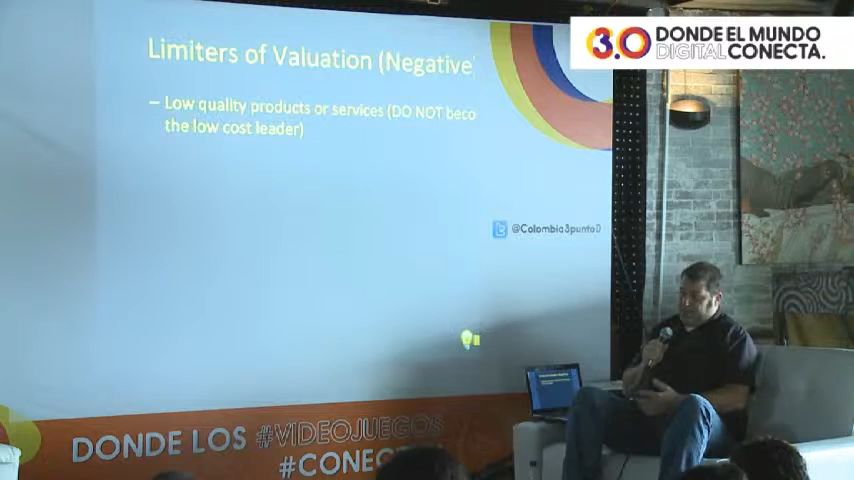 3.0 DONDE EL MUNDO
DIGITAL CONECTA.
Limiters of Valuation (Negative)
– Low quality products or services (DO NOT beco
the low cost leader)
@Colombia3punto0
DONDE LOS #VIDEOJUEGOS
#CONEC